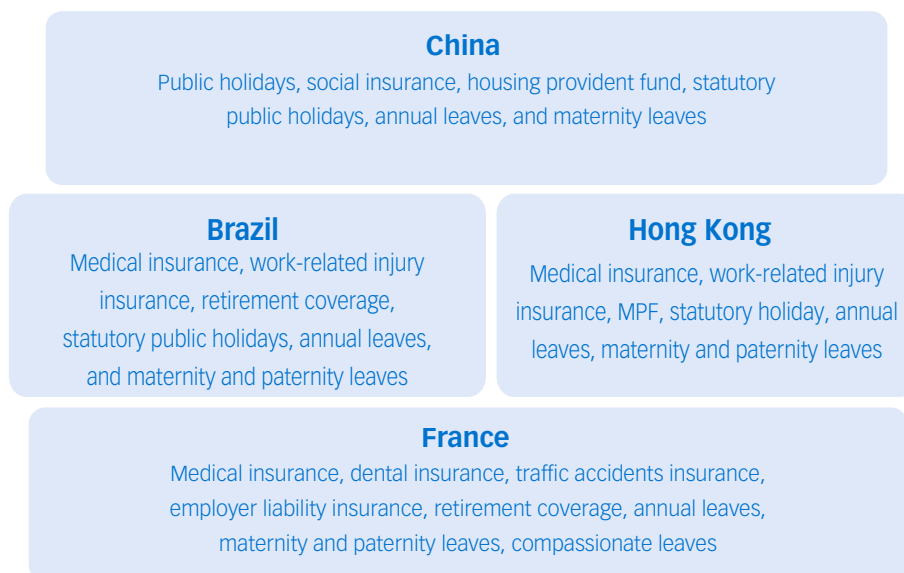 China
Public holidays, social insurance, housing provident fund, statutory
public holidays, annual leaves, and maternity leaves
Brazil
Medical insurance, work-related injury
insurance, retirement coverage,
statutory public holidays, annual leaves,
and maternity and paternity leaves
Hong Kong
Medical insurance, work-related injury
insurance, MPF, statutory holiday, annual
leaves, maternity and paternity leaves
France
Medical insurance, dental insurance, traffic accidents insurance,
employer liability insurance, retirement coverage, annual leaves,
maternity and paternity leaves, compassionate leaves